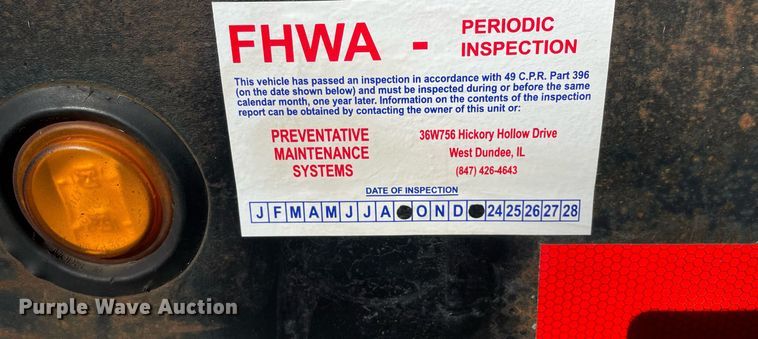 FHWA - PERIODIC
INSPECTION
This vehicle has passed an inspection in accordance with 49 C.P.R. Part 396
(on the date shown below) and must be inspected during or before the same
calendar month, one year later. Information on the contents of the inspection
report can be obtained by contacting the owner of this unit or:
PREVENTATIVE
MAINTENANCE
SYSTEMS
36W756 Hickory Hollow Drive
West Dundee, IL
(847) 426-4643
DATE OF INSPECTION
J F M A M J J A O N D 24 25 26 27 28
Purple Wave Auction